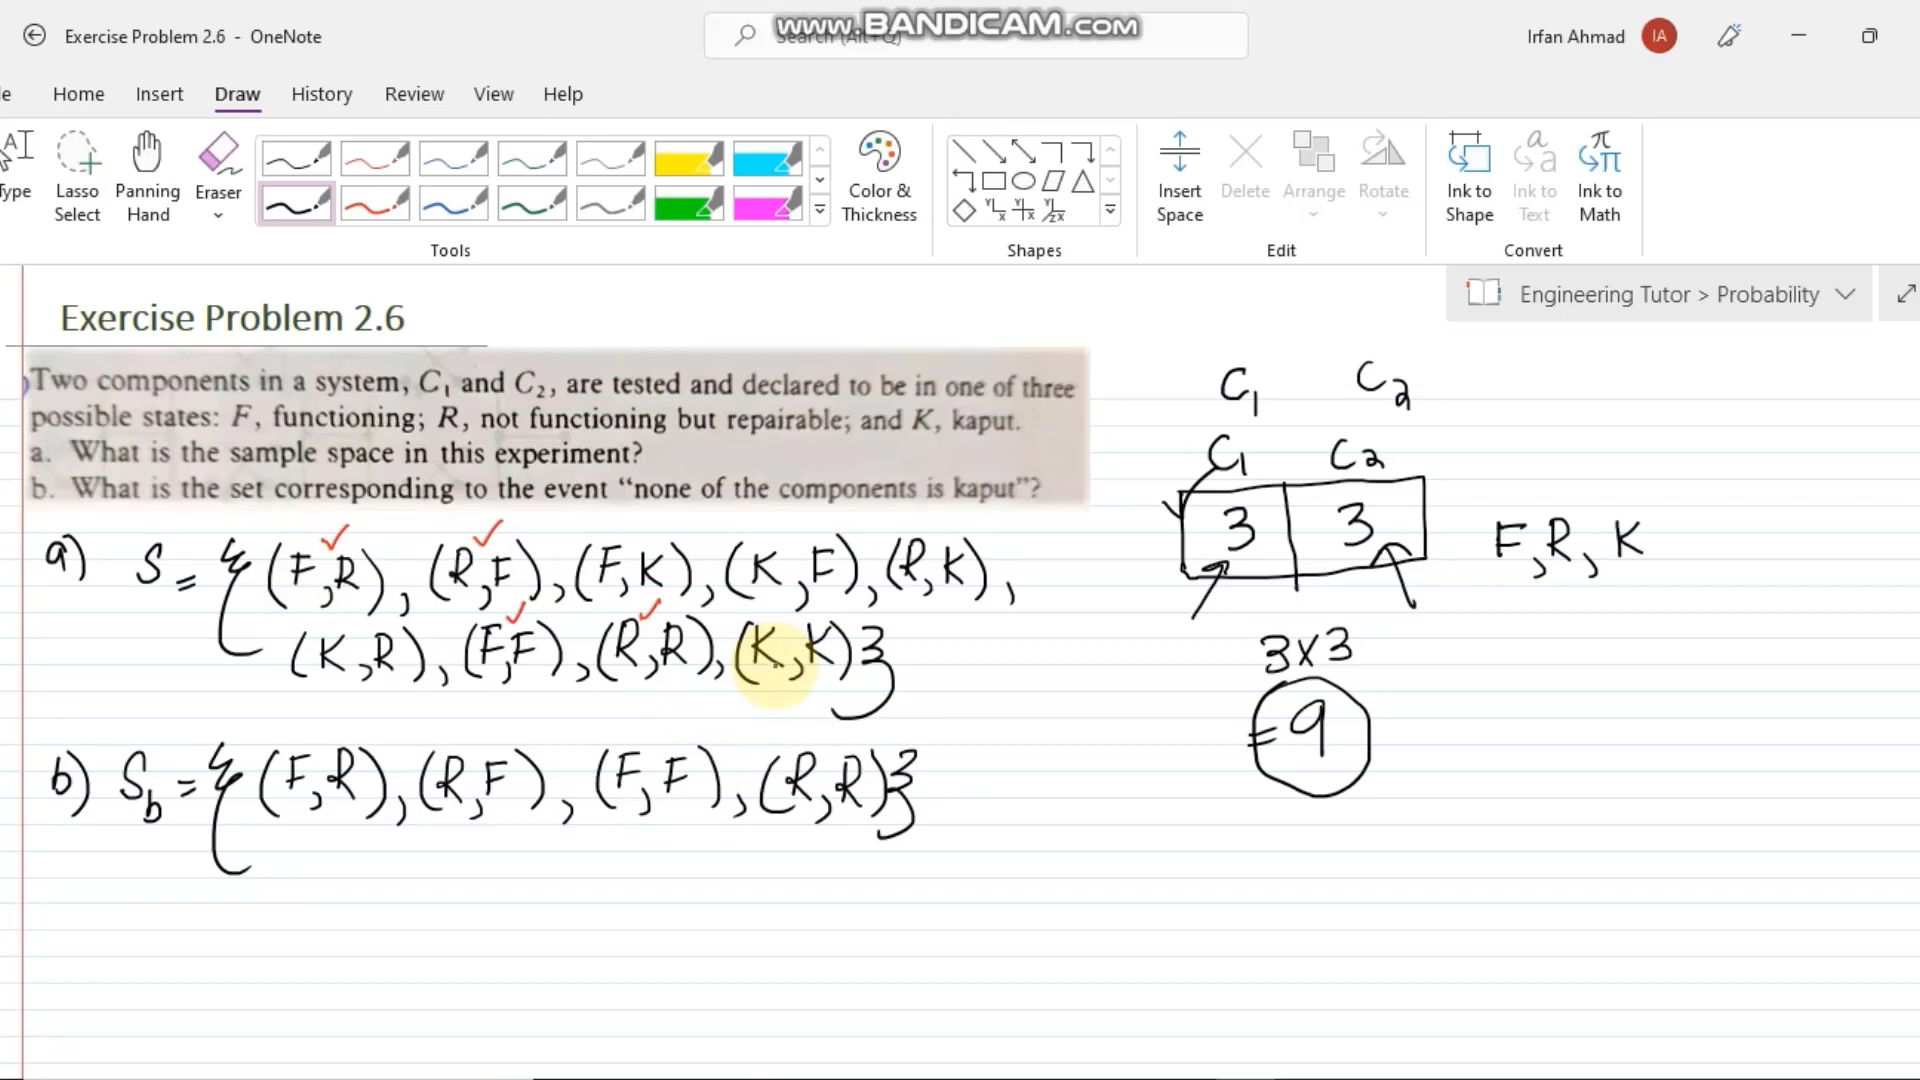 Exercise Problem 2.6 - OneNote
www.BANDICAM.com
Search (Alt+Q)
Irfan Ahmad IA
Home Insert Draw History Review View Help
Type
Lasso Select
Panning Hand
Eraser
Color & Thickness
Insert Space
Delete
Arrange
Rotate
Ink to Shape
Ink to Text
Ink to Math
Tools Shapes Edit Convert
Engineering Tutor > Probability
Exercise Problem 2.6
Two components in a system, C₁ and C₂, are tested and declared to be in one of three
possible states: F, functioning; R, not functioning but repairable; and K, kaput.
a. What is the sample space in this experiment?
b. What is the set corresponding to the event “none of the components is kaput”?
a) S = {(F,R), (R,F), (F,K), (K,F), (R,K),
(K,R), (F,F), (R,R), (K,K)}
b) S_b = {(F,R), (R,F), (F,F), (R,R)}
C₁ C₂
C₁ C₂
3 3
F, R, K
3×3
= 9